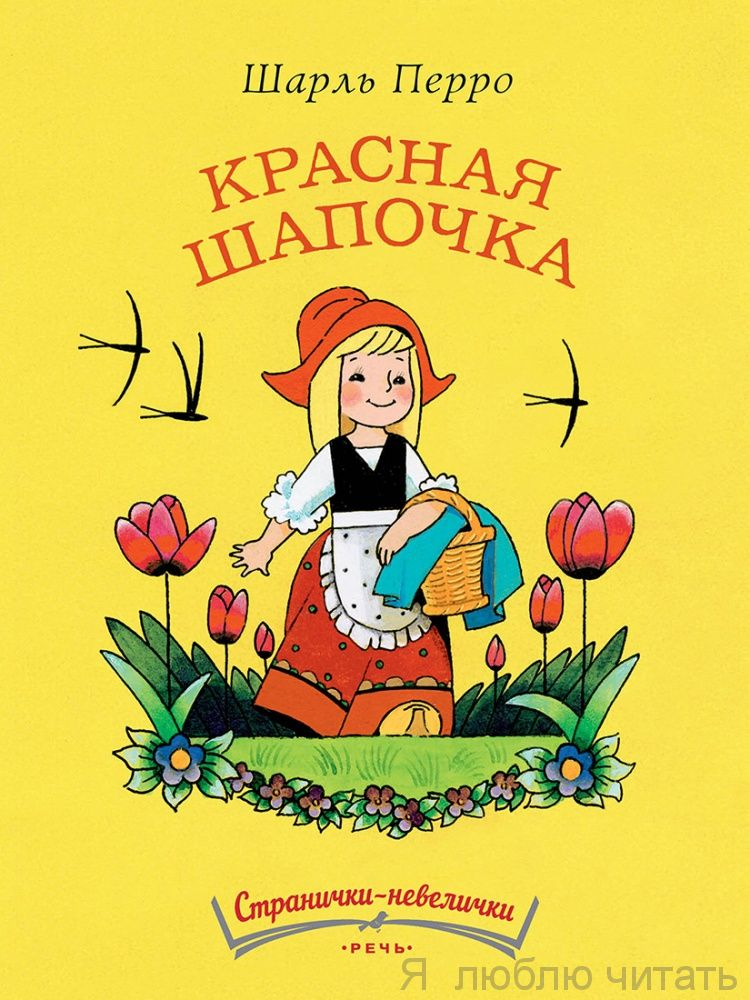 Шарль Перро
КРАСНАЯ
ШАПОЧКА
Странички-невелички
•РЕЧЬ•
Я люблю читать